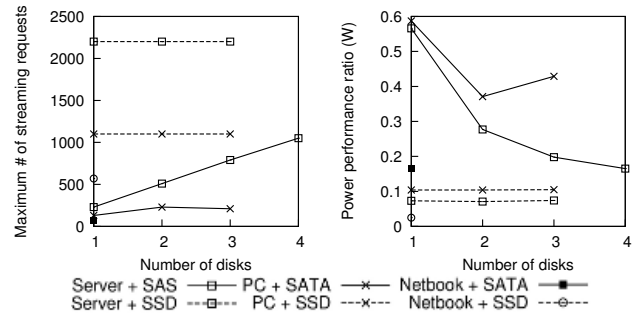 Maximum # of streaming requests
2500
2000
1500
1000
500
0
1 2 3 4
Number of disks
Power performance ratio (W)
0.6
0.5
0.4
0.3
0.2
0.1
0
1 2 3 4
Number of disks
Server + SAS PC + SATA Netbook + SATA
Server + SSD PC + SSD Netbook + SSD